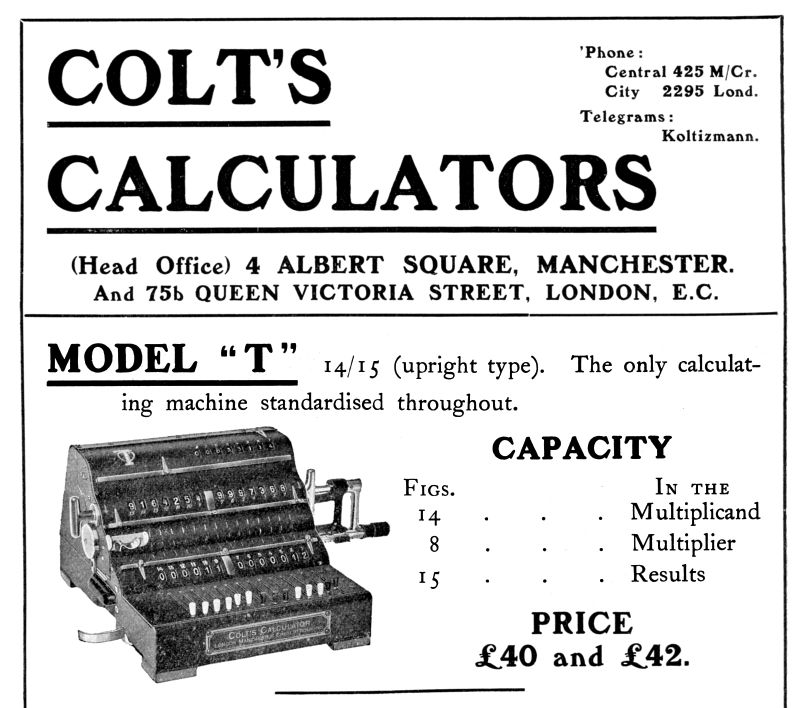 COLT'S
CALCULATORS
'Phone:
Central 425 M/Cr.
City 2295 Lond.
Telegrams:
Koltizmann.
(Head Office) 4 ALBERT SQUARE, MANCHESTER.
And 75b QUEEN VICTORIA STREET, LONDON, E.C.
MODEL "T" 14/15 (upright type). The only calculat-
ing machine standardised throughout.
CAPACITY
FIGS. IN THE
14 . . . Multiplicand
8 . . . Multiplier
15 . . . Results
PRICE
£40 and £42.
COLT'S CALCULATOR